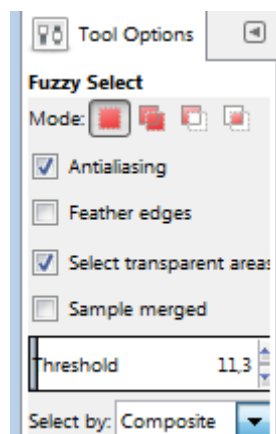 Tool Options
Fuzzy Select
Mode:
Antialiasing
Feather edges
Select transparent areas
Sample merged
Threshold 11,3
Select by: Composite